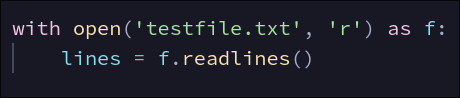 with open('testfile.txt', 'r') as f:
    lines = f.readlines()